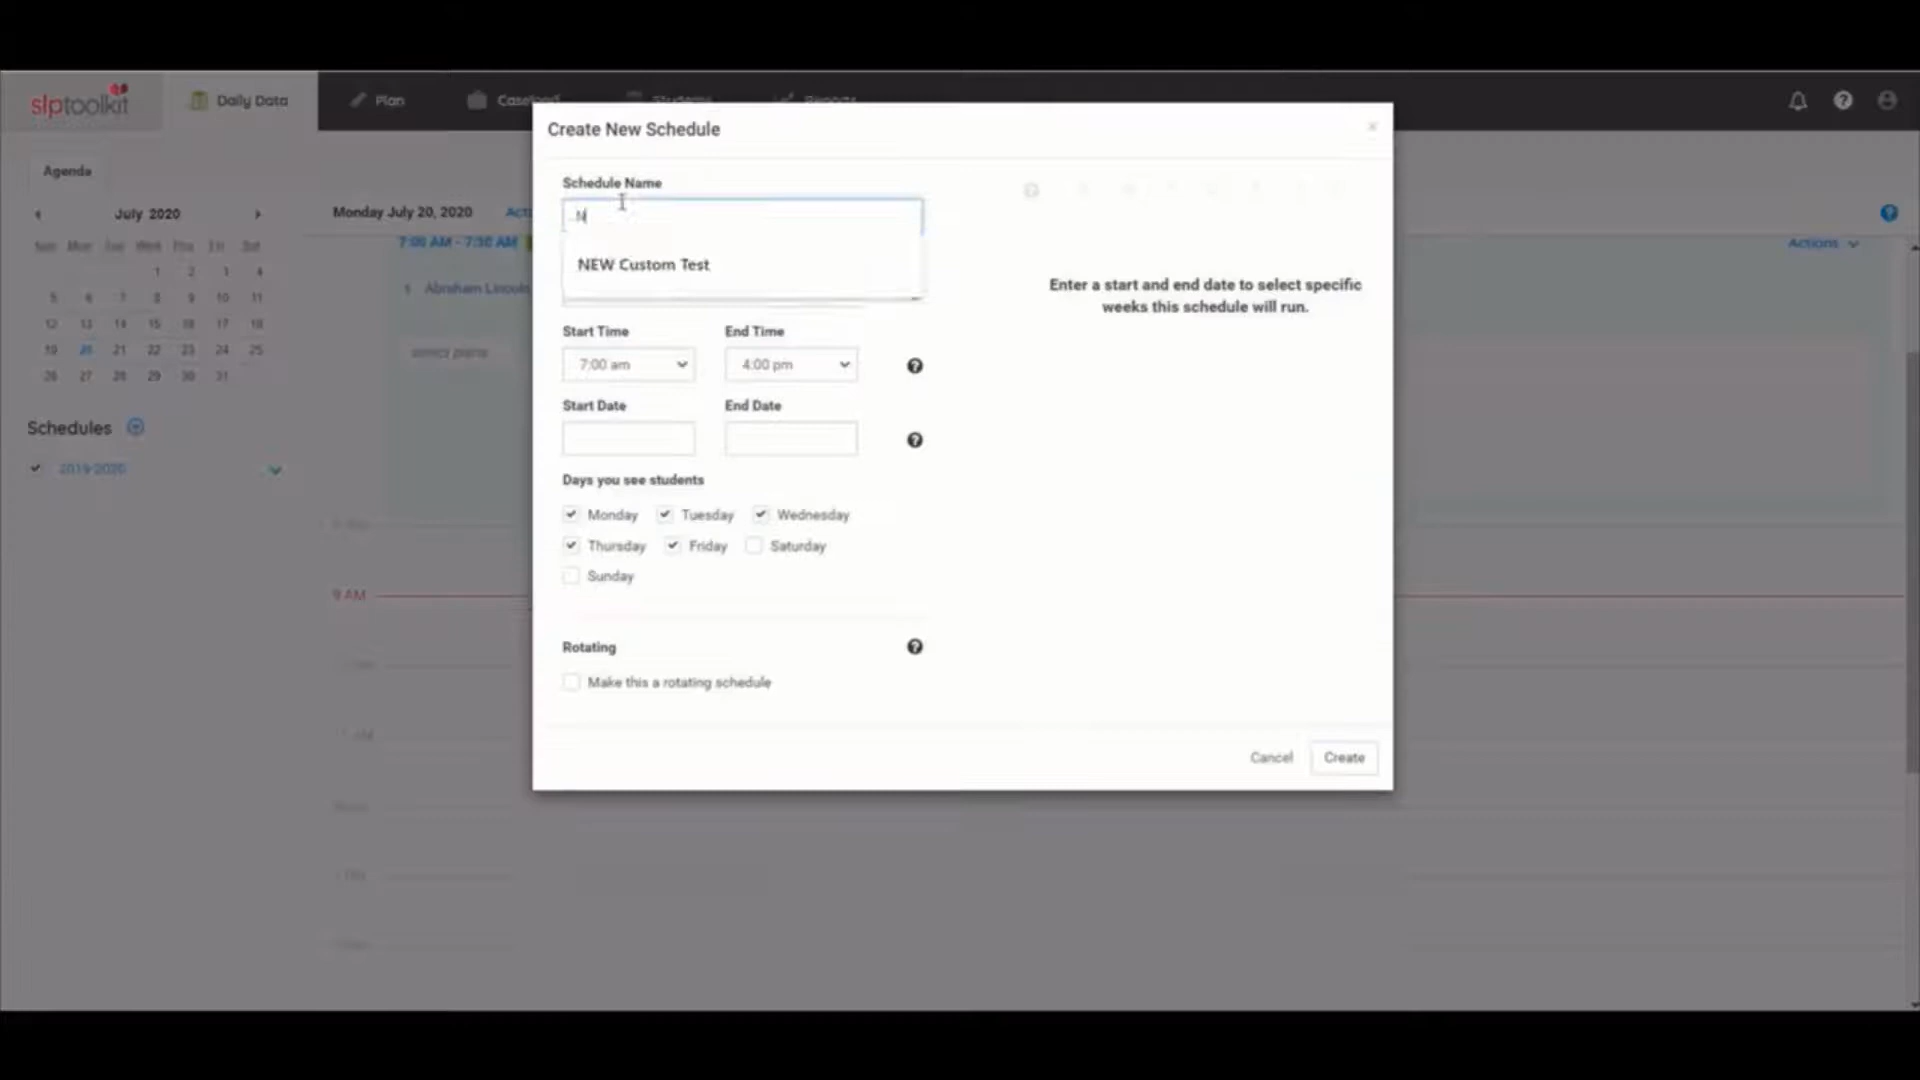 slptoolkit
Daily Data
Plan
Caseload
Students
Reports
Agenda
July 2020
Sun Mon Tue Wed Thu Fri Sat
1 2 3 4
5 6 7 8 9 10 11
12 13 14 15 16 17 18
19 20 21 22 23 24 25
26 27 28 29 30 31
Schedules
2019-2020
Monday July 20, 2020
7:00 AM - 7:30 AM
Actions
1 Abraham Lincoln
9 AM
Create New Schedule
×
Schedule Name
N
NEW Custom Test
Start Time
End Time
7:00 am
4:00 pm
Start Date
End Date
Days you see students
Monday Tuesday Wednesday
Thursday Friday Saturday
Sunday
Rotating
Make this a rotating schedule
Enter a start and end date to select specific
weeks this schedule will run.
Cancel
Create